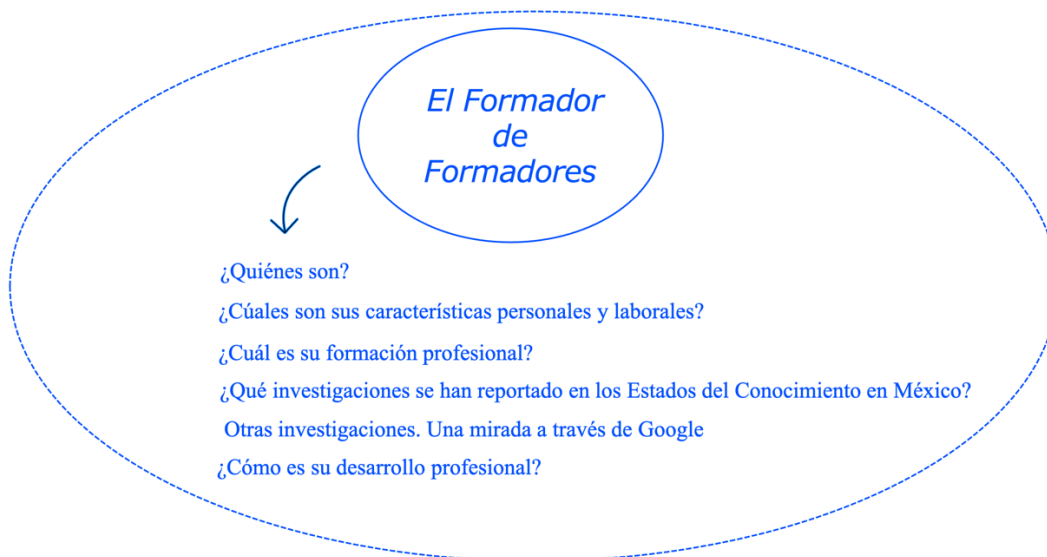 El Formador
de
Formadores
¿Quiénes son?
¿Cúales son sus características personales y laborales?
¿Cuál es su formación profesional?
¿Qué investigaciones se han reportado en los Estados del Conocimiento en México?
Otras investigaciones. Una mirada a través de Google
¿Cómo es su desarrollo profesional?